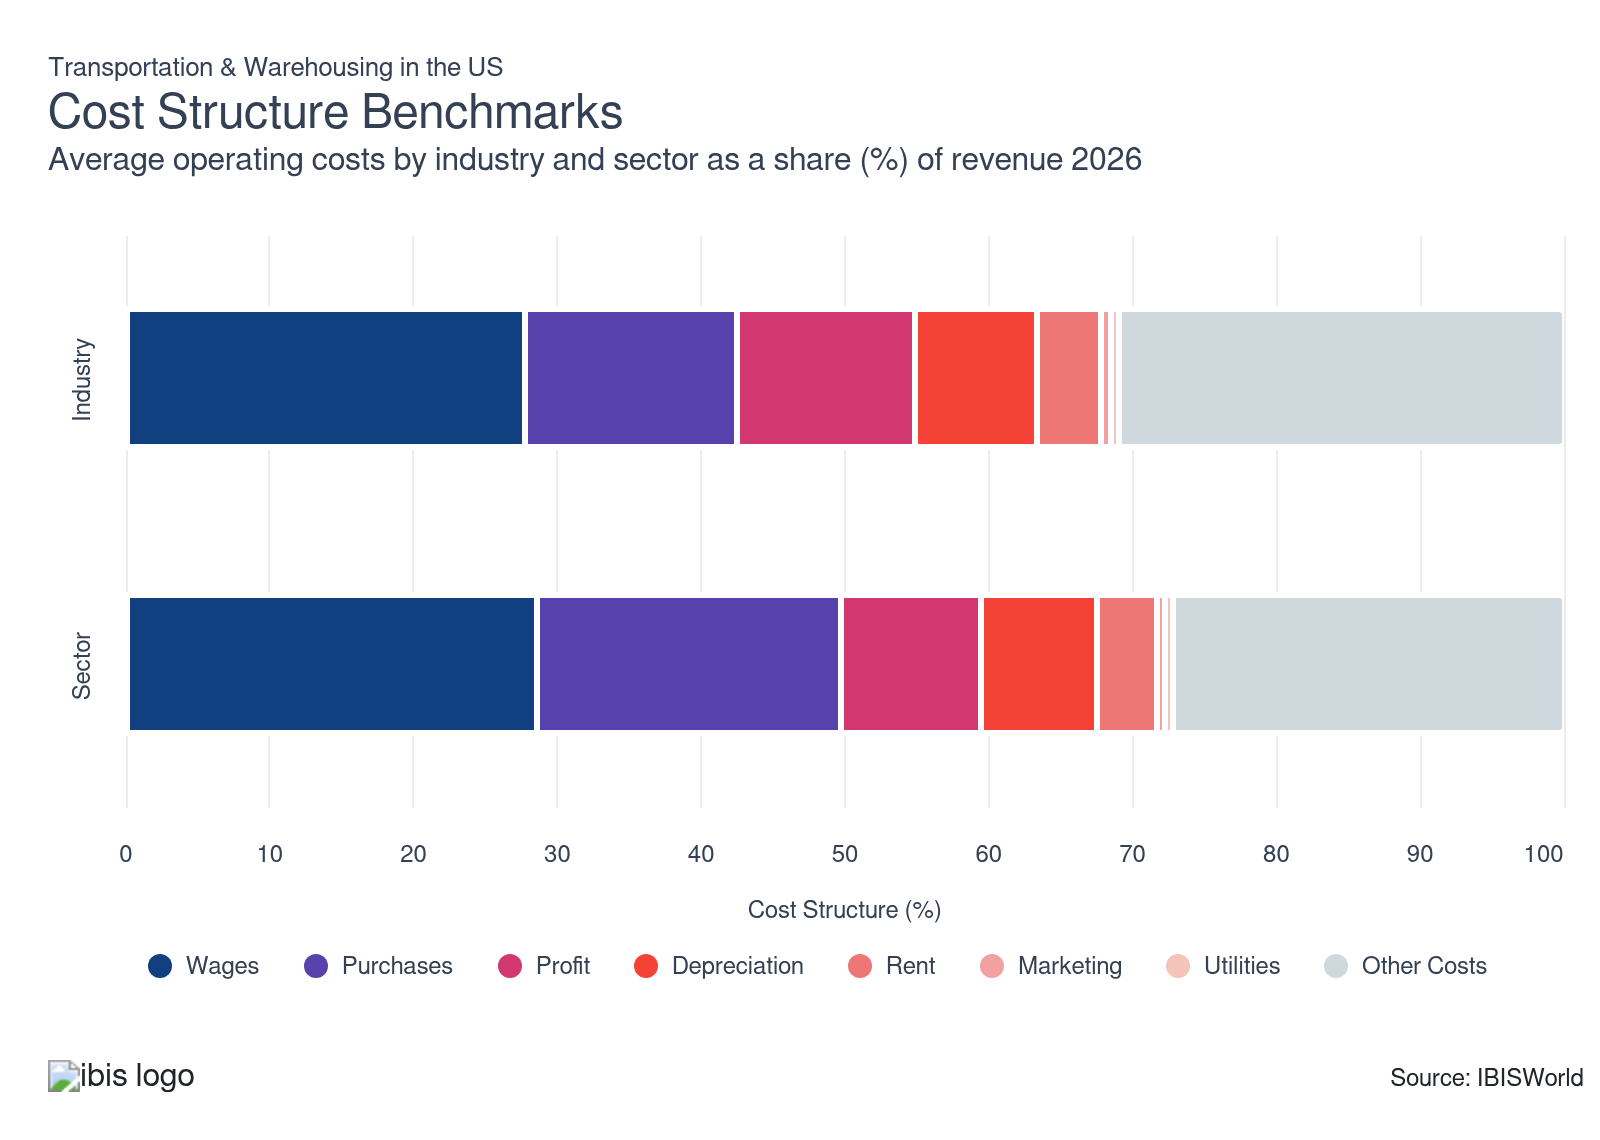 Transportation & Warehousing in the US
Cost Structure Benchmarks
Average operating costs by industry and sector as a share (%) of revenue 2026
Industry
Sector
0 10 20 30 40 50 60 70 80 90 100
Cost Structure (%)
Wages Purchases Profit Depreciation Rent Marketing Utilities Other Costs
ibis logo
Source: IBISWorld